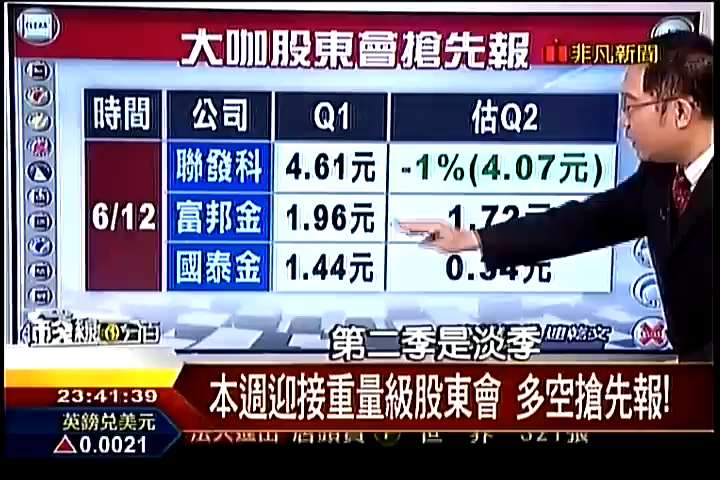 CLEAR
大咖股東會搶先報
非凡新聞
時間 公司 Q1 估Q2
6/12
聯發科 4.61元 -1%(4.07元)
富邦金 1.96元
國泰金 1.44元
第二季是淡季
本週迎接重量級股東會 多空搶先報!
23:41:39
英鎊兌美元
△0.0021